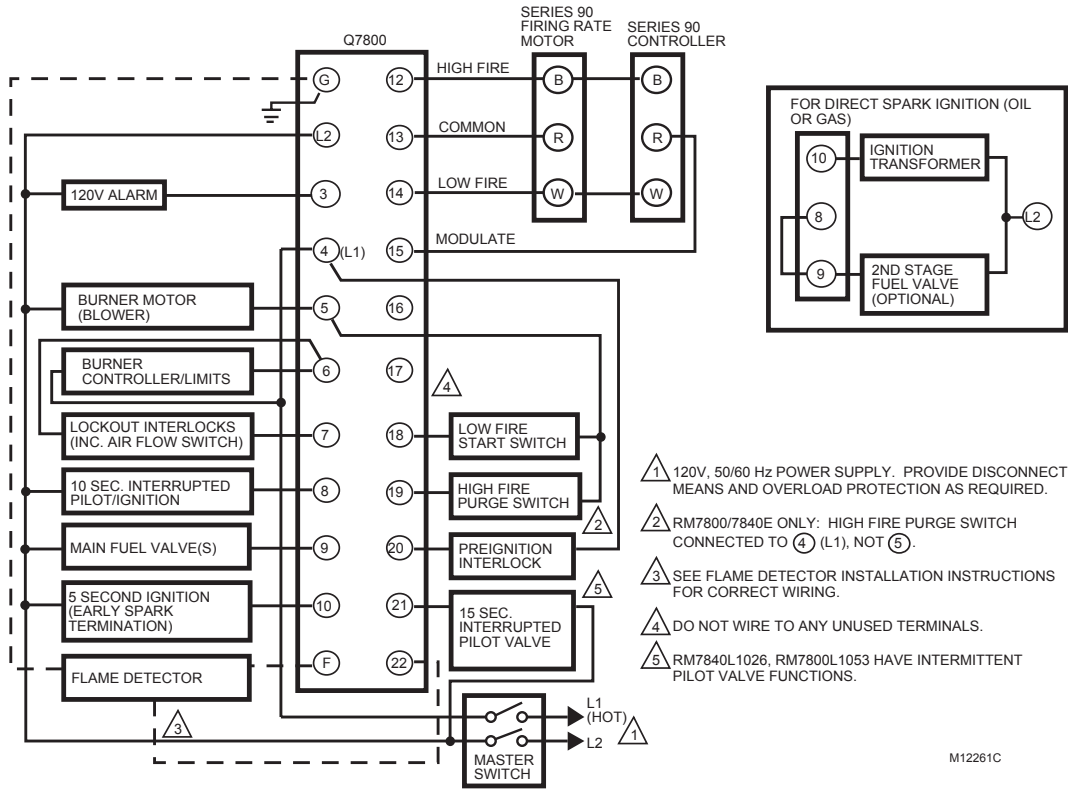 Q7800
SERIES 90
FIRING RATE
MOTOR
SERIES 90
CONTROLLER
G
12
HIGH FIRE
B
B
L2
13
COMMON
R
R
120V ALARM
3
14
LOW FIRE
W
W
4
(L1)
15
MODULATE
BURNER MOTOR
(BLOWER)
5
16
BURNER
CONTROLLER/LIMITS
6
17
4
LOCKOUT INTERLOCKS
(INC. AIR FLOW SWITCH)
7
18
LOW FIRE
START SWITCH
10 SEC. INTERRUPTED
PILOT/IGNITION
8
19
HIGH FIRE
PURGE SWITCH
2
MAIN FUEL VALVE(S)
9
20
PREIGNITION
INTERLOCK
5
5 SECOND IGNITION
(EARLY SPARK
TERMINATION)
10
21
15 SEC.
INTERRUPTED
PILOT VALVE
FLAME DETECTOR
F
22
3
L1
(HOT)
L2
1
MASTER
SWITCH
FOR DIRECT SPARK IGNITION (OIL
OR GAS)
10
IGNITION
TRANSFORMER
8
L2
9
2ND STAGE
FUEL VALVE
(OPTIONAL)
1 120V, 50/60 Hz POWER SUPPLY. PROVIDE DISCONNECT
MEANS AND OVERLOAD PROTECTION AS REQUIRED.
2 RM7800/7840E ONLY: HIGH FIRE PURGE SWITCH
CONNECTED TO 4 (L1), NOT 5.
3 SEE FLAME DETECTOR INSTALLATION INSTRUCTIONS
FOR CORRECT WIRING.
4 DO NOT WIRE TO ANY UNUSED TERMINALS.
5 RM7840L1026, RM7800L1053 HAVE INTERMITTENT
PILOT VALVE FUNCTIONS.
M12261C